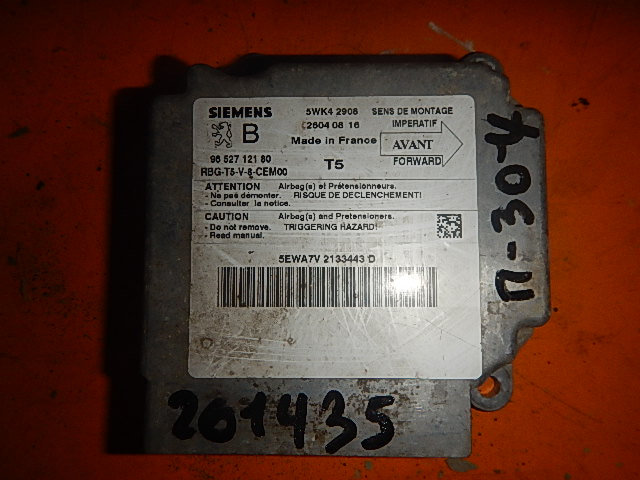 SIEMENS 5WK4 2908 SENS DE MONTAGE
B 2604 08 16 IMPERATIF
Made in France AVANT
96 527 121 80 T5 FORWARD
RBG-T5-V-8-CEM00
ATTENTION Airbag(s) et Prétensionneurs.
- Ne pas démonter. RISQUE DE DECLENCHEMENT!
- Consulter la notice.
CAUTION Airbag(s) and Pretensioners.
- Do not remove. TRIGGERING HAZARD!
- Read manual.
5EWA7V 2133443 D
201435
П-307